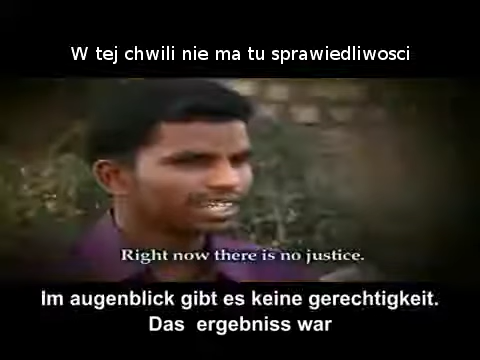 W tej chwili nie ma tu sprawiedliwosci
Right now there is no justice.
Im augenblick gibt es keine gerechtigkeit.
Das  ergebniss war